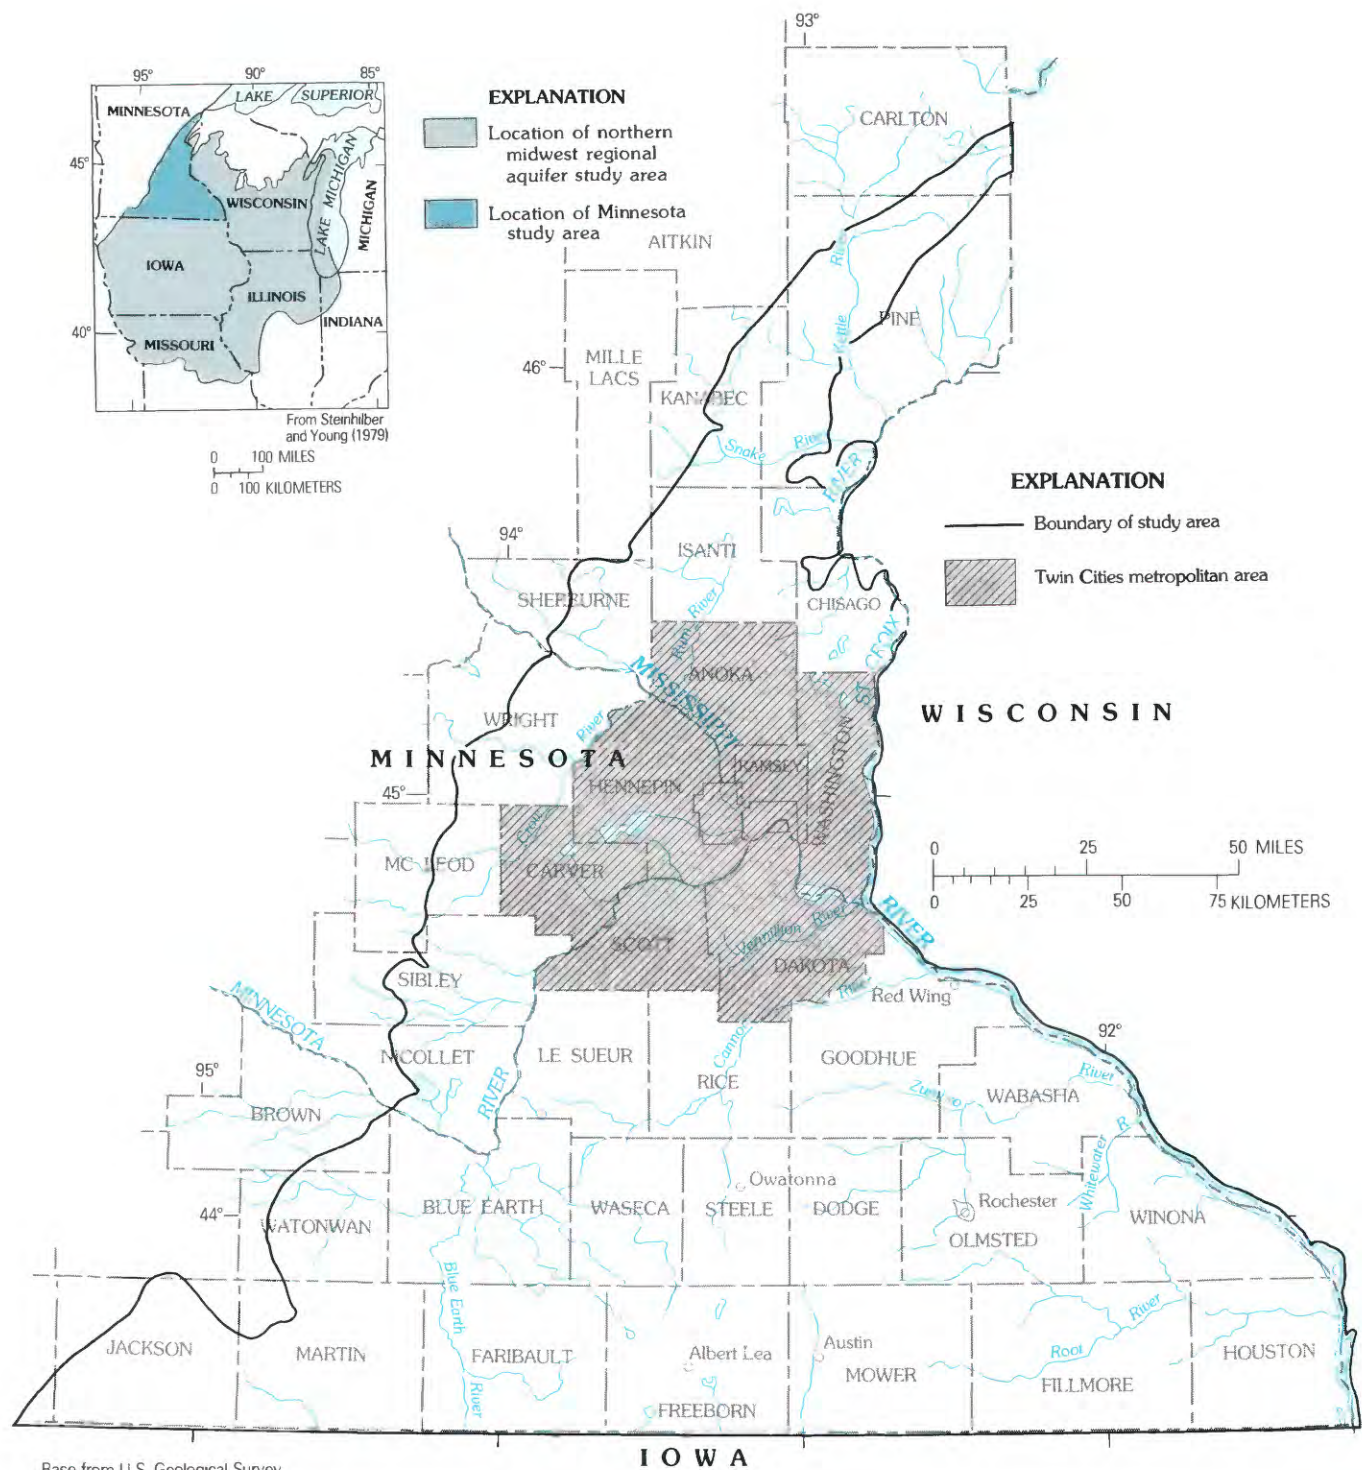 93°
95°
90°
85°
MINNESOTA
LAKE
SUPERIOR
45°
WISCONSIN
LAKE MICHIGAN
MICHIGAN
IOWA
ILLINOIS
INDIANA
40°
MISSOURI
From Steinhilber
and Young (1979)
0 100 MILES
0 100 KILOMETERS
EXPLANATION
Location of northern
midwest regional
aquifer study area
Location of Minnesota
study area
CARLTON
AITKIN
River
Kettle
PINE
MILLE
LACS
46°
KANABEC
Snake River
RIVER
EXPLANATION
Boundary of study area
Twin Cities metropolitan area
94°
ISANTI
SHERBURNE
CHISAGO
Rum River
CROIX
ST
MISSISSIPPI
ANOKA
WRIGHT
River
WISCONSIN
MINNESOTA
RAMSEY
WASHINGTON
HENNEPIN
45°
Crow
MC LEOD
CARVER
0 25 50 MILES
0 25 50 75 KILOMETERS
RIVER
Vermillion River
SCOTT
DAKOTA
SIBLEY
River
Red Wing
MINNESOTA
92°
NICOLLET
LE SUEUR
Cannon
RICE
GOODHUE
95°
RIVER
River
WABASHA
BROWN
Whitewater R
Owatonna
BLUE EARTH
WASECA
STEELE
DODGE
Rochester
44°
WATONWAN
OLMSTED
WINONA
Blue Earth
River
River
JACKSON
MARTIN
FARIBAULT
Albert Lea
Austin
MOWER
Root
HOUSTON
FILLMORE
FREEBORN
IOWA
Base from U.S. Geological Survey